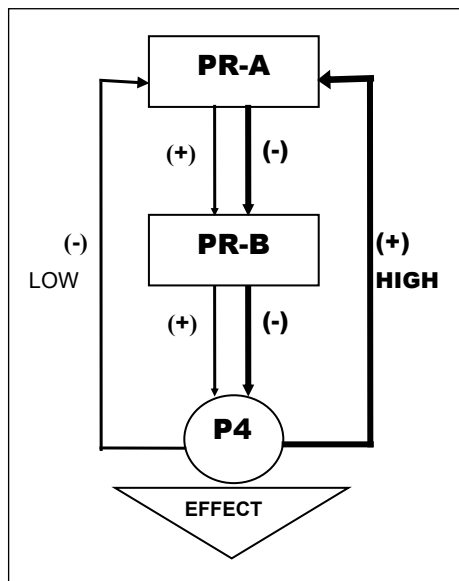 PR-A
(+) (-)
PR-B
(-) (+)
LOW HIGH
(+) (-)
P4
EFFECT